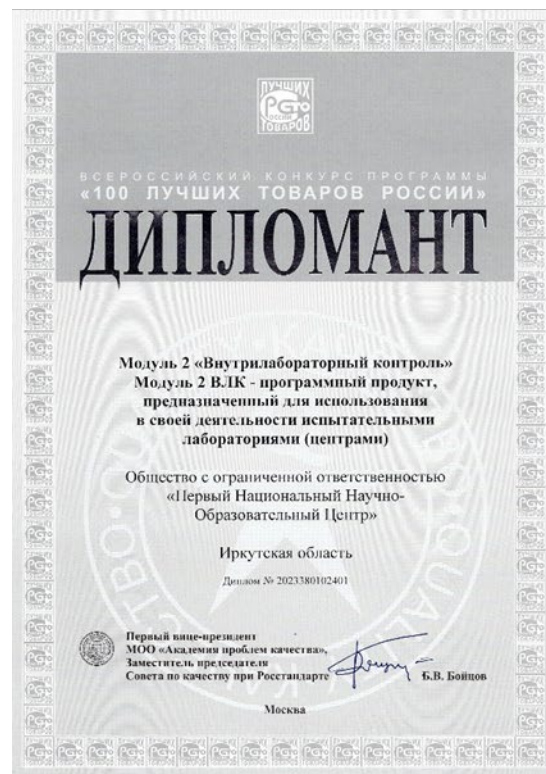 ЛУЧШИХ
PGTO
РОССИИ
ТОВАРОВ
ВСЕРОССИЙСКИЙ КОНКУРС ПРОГРАММЫ
«100 ЛУЧШИХ ТОВАРОВ РОССИИ»
ДИПЛОМАНТ
Модуль 2 «Внутрилабораторный контроль»
Модуль 2 ВЛК - программный продукт,
предназначенный для использования
в своей деятельности испытательными
лабораториями (центрами)
Общество с ограниченной ответственностью
«Первый Национальный Научно-
Образовательный Центр»
Иркутская область
Диплом № 2023380102401
Первый вице-президент
МОО «Академия проблем качества»,
Заместитель председателя
Совета по качеству при Росстандарте
Б.В. Бойцов
Москва